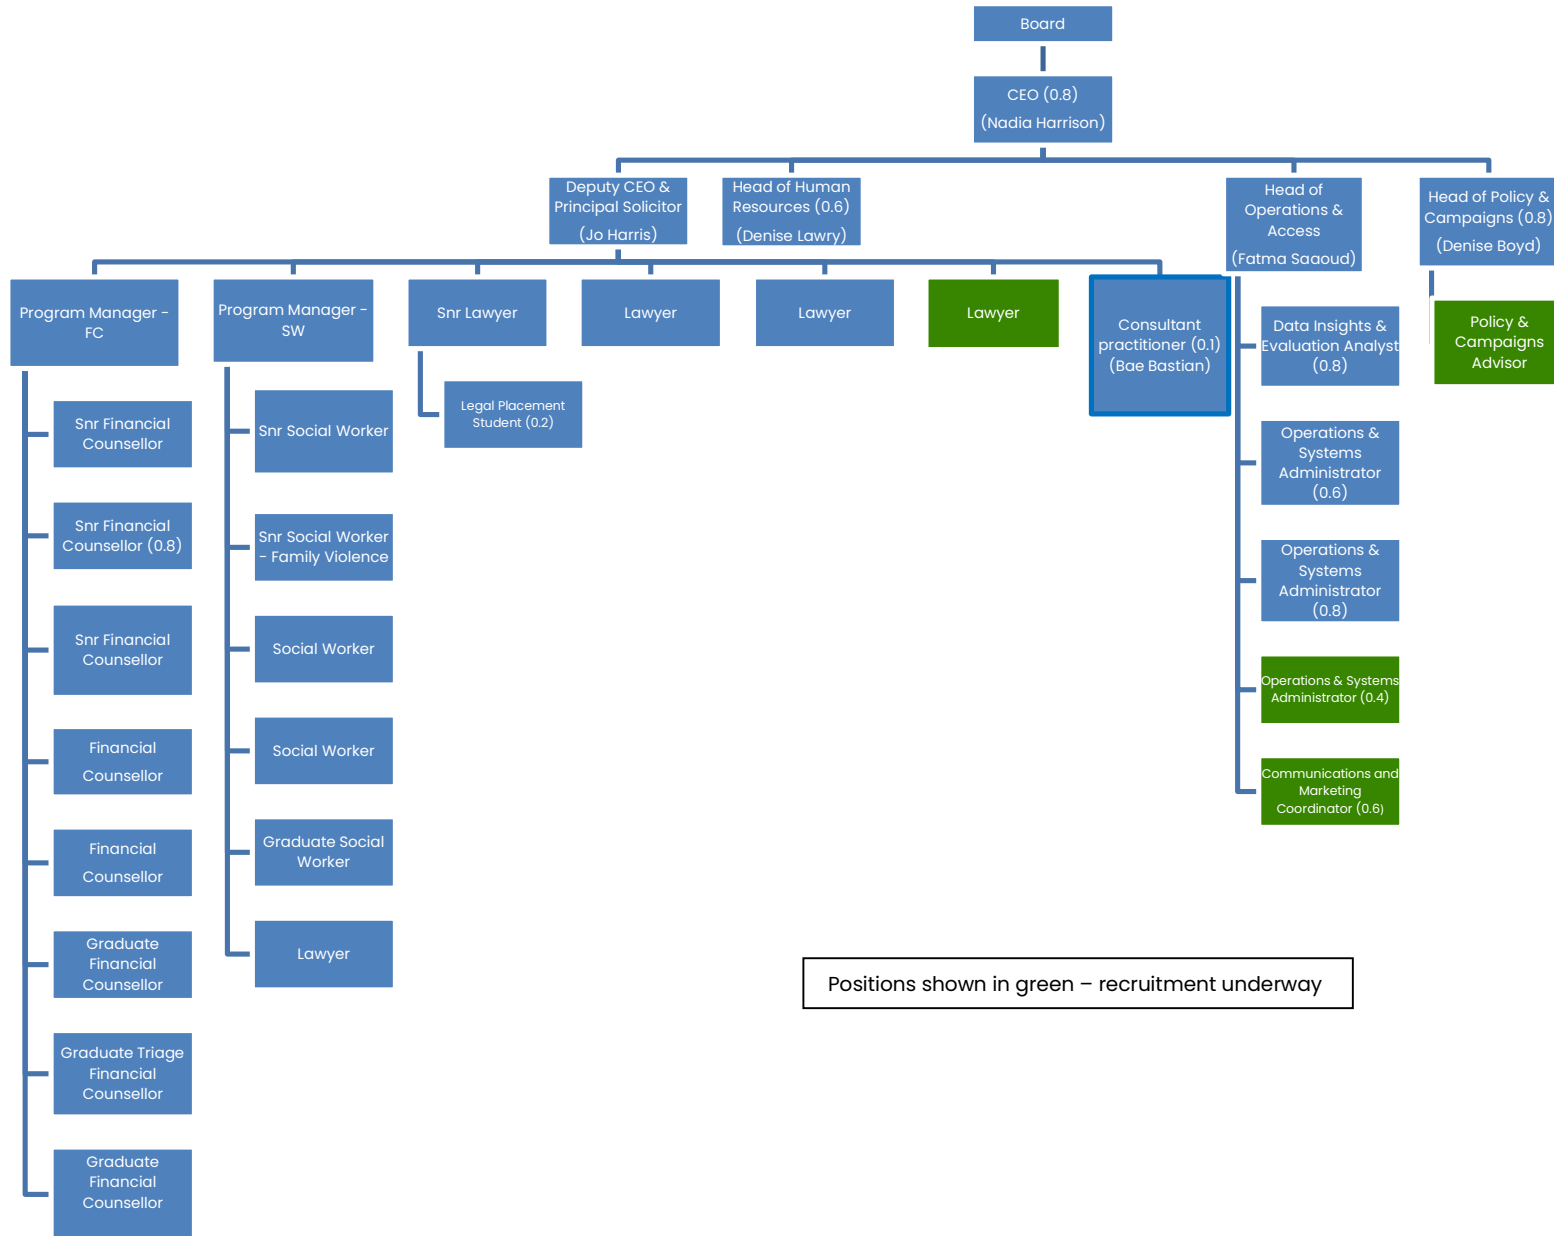 Board
CEO (0.8)
(Nadia Harrison)
Deputy CEO &
Principal Solicitor
(Jo Harris)
Head of Human
Resources (0.6)
(Denise Lawry)
Head of
Operations &
Access
(Fatma Saaoud)
Head of Policy &
Campaigns (0.8)
(Denise Boyd)
Program Manager -
FC
Program Manager -
SW
Snr Lawyer
Lawyer
Lawyer
Lawyer
Consultant
practitioner (0.1)
(Bae Bastian)
Snr Financial
Counsellor
Snr Financial
Counsellor (0.8)
Snr Financial
Counsellor
Financial
Counsellor
Financial
Counsellor
Graduate
Financial
Counsellor
Graduate Triage
Financial
Counsellor
Graduate
Financial
Counsellor
Snr Social Worker
Snr Social Worker
- Family Violence
Social Worker
Social Worker
Graduate Social
Worker
Lawyer
Legal Placement
Student (0.2)
Data Insights &
Evaluation Analyst
(0.8)
Operations &
Systems
Administrator
(0.6)
Operations &
Systems
Administrator
(0.8)
Operations & Systems
Administrator (0.4)
Communications and
Marketing
Coordinator (0.6)
Policy &
Campaigns
Advisor
Positions shown in green – recruitment underway